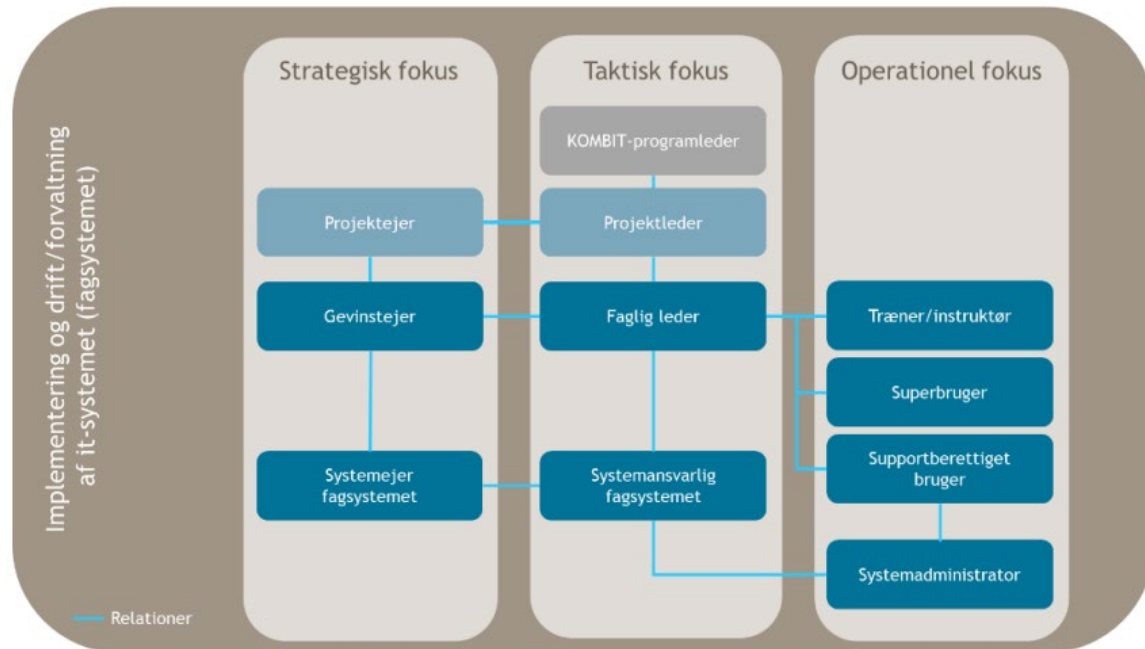 Implementering og drift/forvaltning
af it-systemet (fagsystemet)
Strategisk fokus
Taktisk fokus
Operationel fokus
KOMBIT-programleder
Projektejer
Projektleder
Gevinstejer
Faglig leder
Træner/instruktør
Superbruger
Supportberettiget
bruger
Systemejer
fagsystemet
Systemansvarlig
fagsystemet
Systemadministrator
Relationer